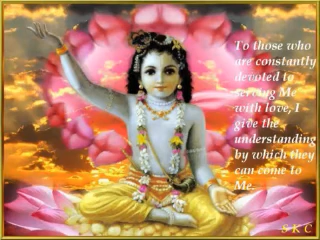 To those who
are constantly
devoted to
serving Me
with love, I
give the
understanding
by which they
can come to
Me.
S K C